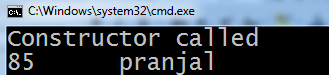 C:\Windows\system32\cmd.exe
Constructor called
85      pranjal